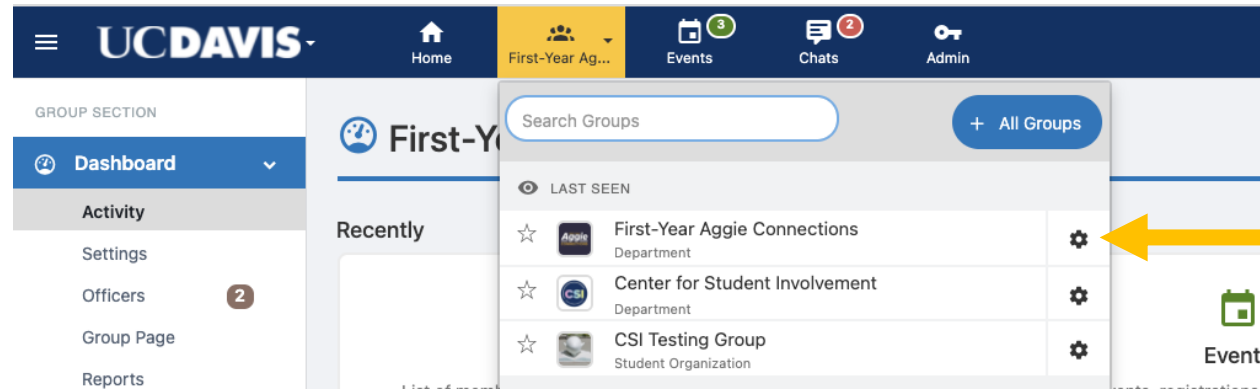 UCDAVIS
Home
First-Year Ag...
Events
3
Chats
2
Admin
GROUP SECTION
Dashboard
Activity
Settings
Officers
2
Group Page
Reports
First-Y
Recently
Search Groups
+ All Groups
LAST SEEN
Aggie
First-Year Aggie Connections
Department
CSI
Center for Student Involvement
Department
CSI Testing Group
Student Organization
Event